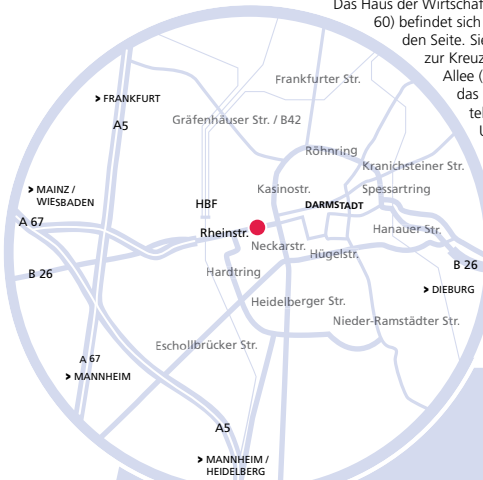 Das Haus der Wirtschaf
60) befindet sich
den Seite. Sie
zur Kreuz
Allee (
das
tel
U
Frankfurter Str.
> FRANKFURT
A5
Gräfenhäuser Str. / B42
Röhnring
Kranichsteiner Str.
> MAINZ /
WIESBADEN
Kasinostr.
Spessartring
HBF
DARMSTADT
A 67
Rheinstr.
Hanauer Str.
Neckarstr.
Hügelstr.
B 26
Hardtring
B 26
> DIEBURG
Heidelberger Str.
Nieder-Ramstädter Str.
Eschollbrücker Str.
A 67
> MANNHEIM
A5
> MANNHEIM /
HEIDELBERG